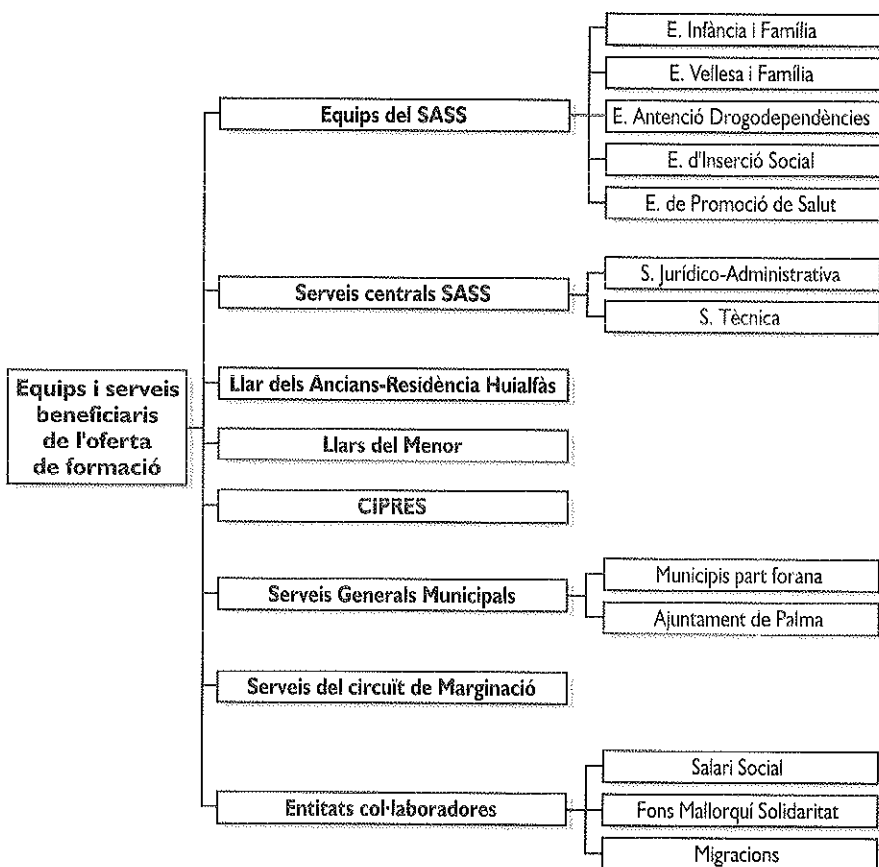 Equips i serveis
beneficiaris
de l'oferta
de formació
Equips del SASS
E. Infància i Família
E. Vellesa i Família
E. Antenció Drogodependències
E. d'Inserció Social
E. de Promoció de Salut
Serveis centrals SASS
S. Jurídico-Administrativa
S. Tècnica
Llar dels Ancians-Residència Huialfàs
Llars del Menor
CIPRES
Serveis Generals Municipals
Municipis part forana
Ajuntament de Palma
Serveis del circuït de Marginació
Entitats col·laboradores
Salari Social
Fons Mallorquí Solidaritat
Migracions